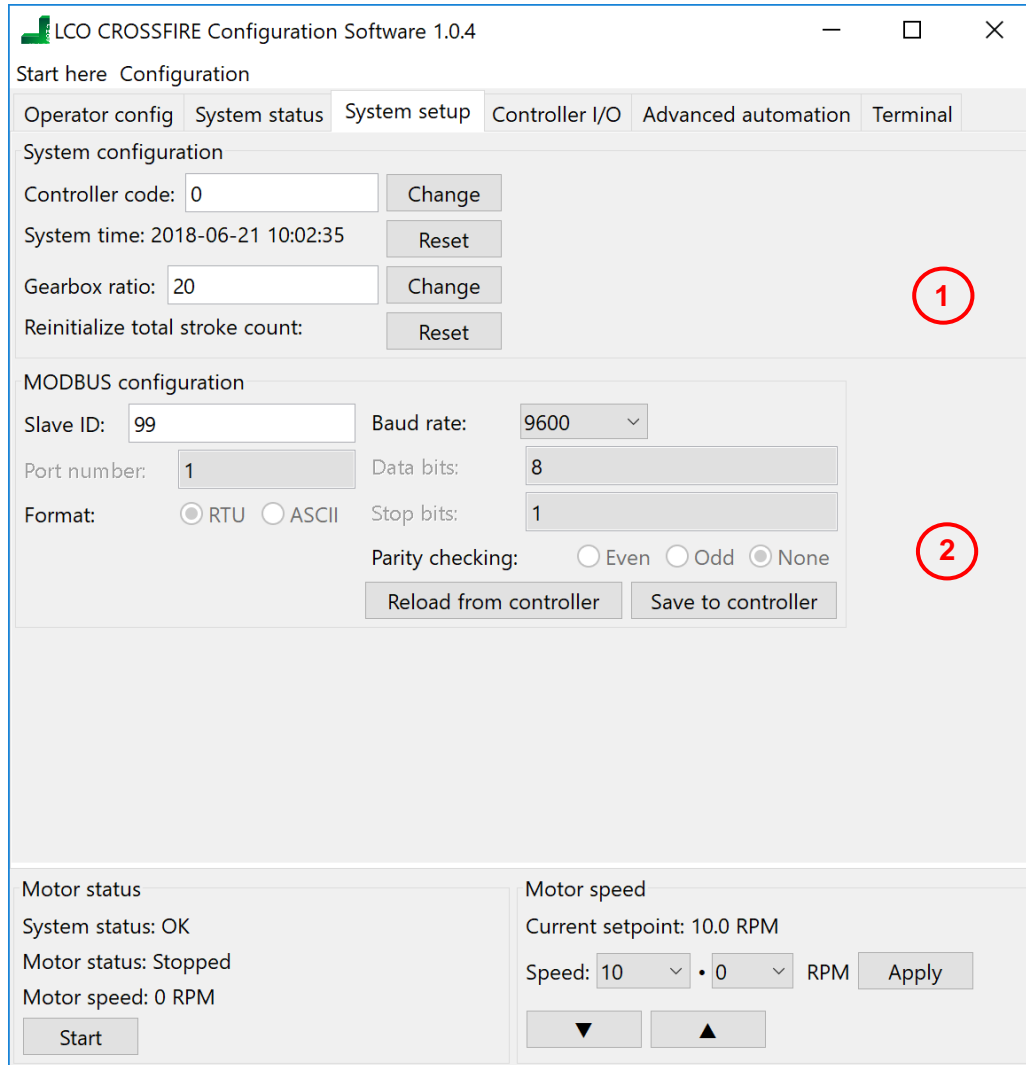 LCO CROSSFIRE Configuration Software 1.0.4
Start here Configuration
Operator config System status System setup Controller I/O Advanced automation Terminal
System configuration
Controller code: 0 Change
System time: 2018-06-21 10:02:35 Reset
Gearbox ratio: 20 Change
1
Reinitialize total stroke count: Reset
MODBUS configuration
Slave ID: 99 Baud rate: 9600
Port number: 1 Data bits: 8
Format: RTU ASCII Stop bits: 1
2
Parity checking: Even Odd None
Reload from controller Save to controller
Motor status
System status: OK
Motor status: Stopped
Motor speed: 0 RPM
Start
Motor speed
Current setpoint: 10.0 RPM
Speed: 10 • 0 RPM Apply
▼ ▲